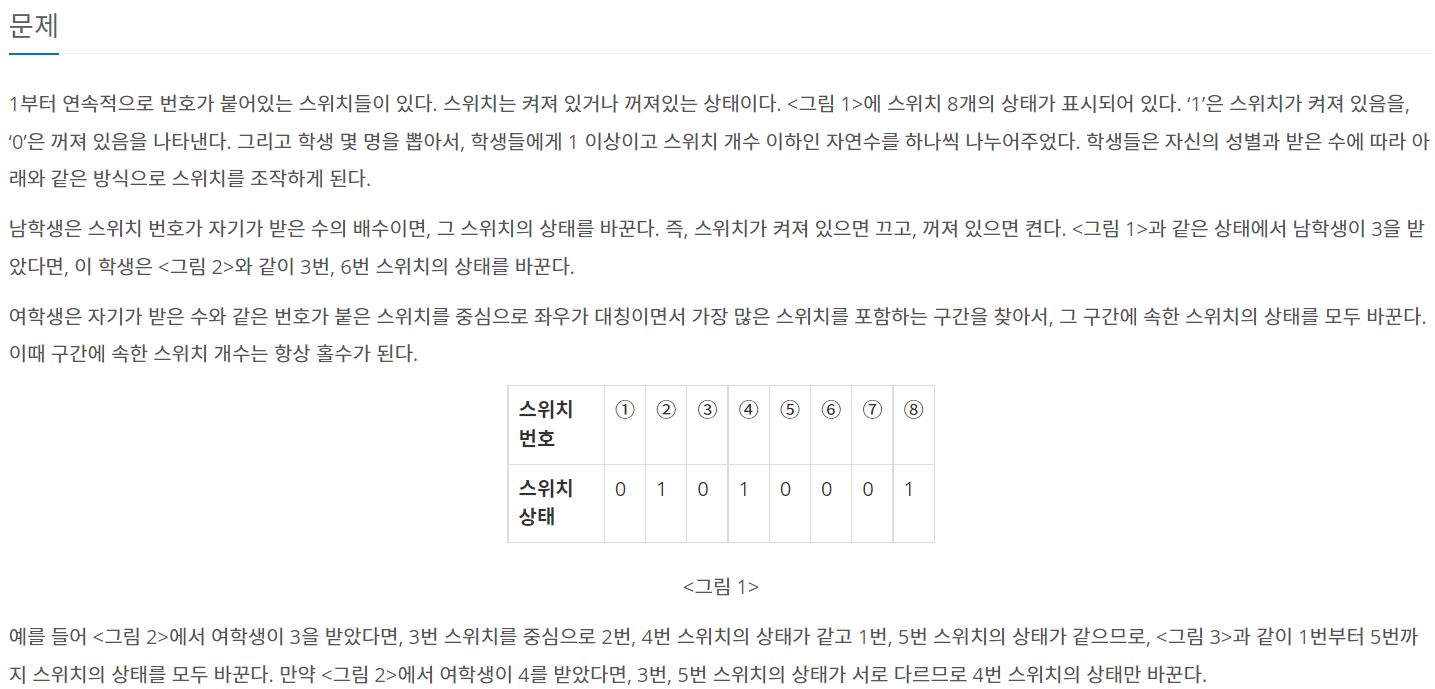 문제
1부터 연속적으로 번호가 붙어있는 스위치들이 있다. 스위치는 켜져 있거나 꺼져있는 상태이다. <그림 1>에 스위치 8개의 상태가 표시되어 있다. ‘1’은 스위치가 켜져 있음을,
‘0’은 꺼져 있음을 나타낸다. 그리고 학생 몇 명을 뽑아서, 학생들에게 1 이상이고 스위치 개수 이하인 자연수를 하나씩 나누어주었다. 학생들은 자신의 성별과 받은 수에 따라 아
래와 같은 방식으로 스위치를 조작하게 된다.
남학생은 스위치 번호가 자기가 받은 수의 배수이면, 그 스위치의 상태를 바꾼다. 즉, 스위치가 켜져 있으면 끄고, 꺼져 있으면 켠다. <그림 1>과 같은 상태에서 남학생이 3을 받
았다면, 이 학생은 <그림 2>와 같이 3번, 6번 스위치의 상태를 바꾼다.
여학생은 자기가 받은 수와 같은 번호가 붙은 스위치를 중심으로 좌우가 대칭이면서 가장 많은 스위치를 포함하는 구간을 찾아서, 그 구간에 속한 스위치의 상태를 모두 바꾼다.
이때 구간에 속한 스위치 개수는 항상 홀수가 된다.
스위치 ① ② ③ ④ ⑤ ⑥ ⑦ ⑧
번호
스위치 0 1 0 1 0 0 0 1
상태
<그림 1>
예를 들어 <그림 2>에서 여학생이 3을 받았다면, 3번 스위치를 중심으로 2번, 4번 스위치의 상태가 같고 1번, 5번 스위치의 상태가 같으므로, <그림 3>과 같이 1번부터 5번까
지 스위치의 상태를 모두 바꾼다. 만약 <그림 2>에서 여학생이 4를 받았다면, 3번, 5번 스위치의 상태가 서로 다르므로 4번 스위치의 상태만 바꾼다.